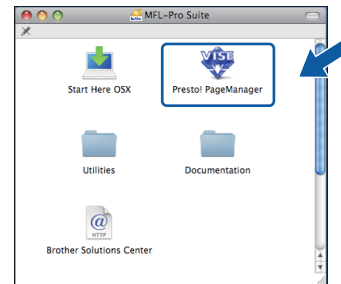 MFL-Pro Suite
Start Here OSX
VISE
Presto! PageManager
Utilities
Documentation
@
HTTP
Brother Solutions Center